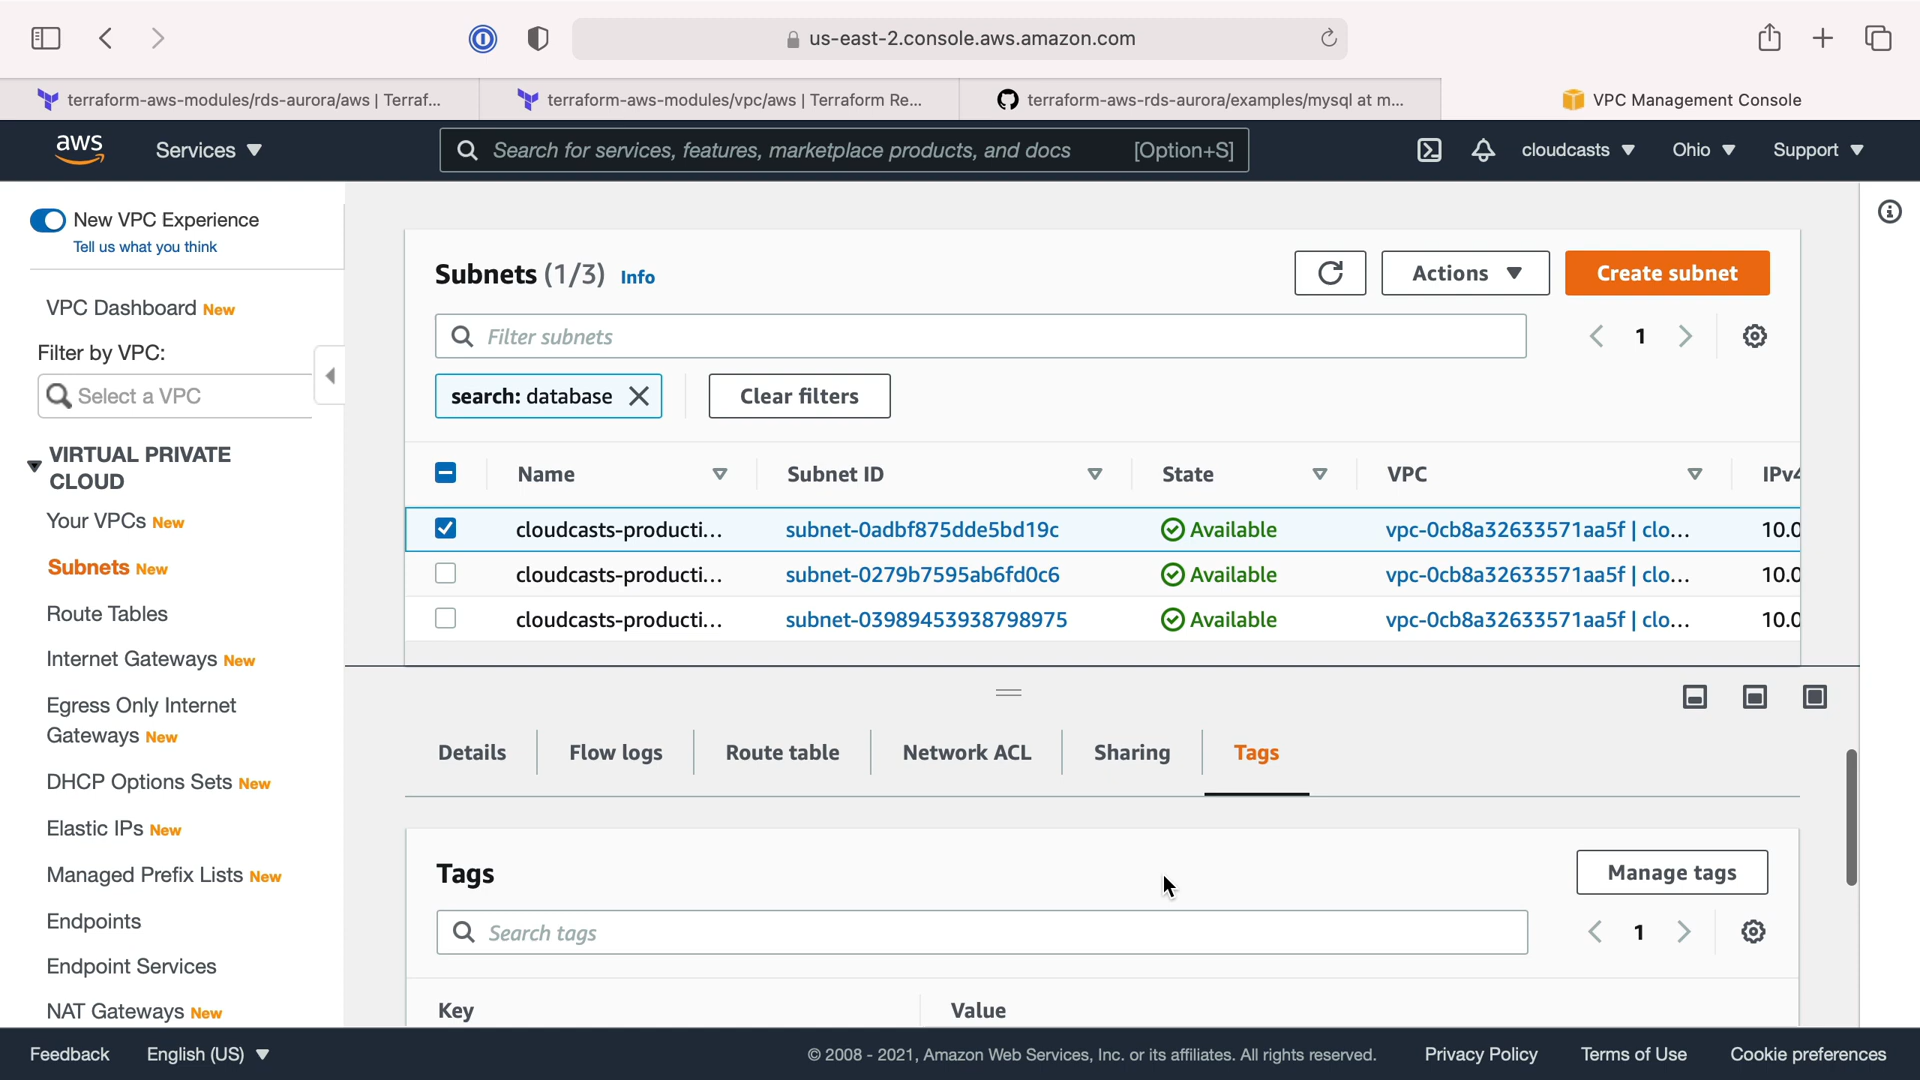 us-east-2.console.aws.amazon.com
terraform-aws-modules/rds-aurora/aws | Terraf...
terraform-aws-modules/vpc/aws | Terraform Re...
terraform-aws-rds-aurora/examples/mysql at m...
VPC Management Console
aws
Services
Search for services, features, marketplace products, and docs
[Option+S]
cloudcasts
Ohio
Support
New VPC Experience
Tell us what you think
VPC Dashboard New
Filter by VPC:
Select a VPC
VIRTUAL PRIVATE
CLOUD
Your VPCs New
Subnets New
Route Tables
Internet Gateways New
Egress Only Internet
Gateways New
DHCP Options Sets New
Elastic IPs New
Managed Prefix Lists New
Endpoints
Endpoint Services
NAT Gateways New
Subnets (1/3) Info
Actions
Create subnet
Filter subnets
1
search: database
Clear filters
Name Subnet ID State VPC IPv4
cloudcasts-producti... subnet-0adbf875dde5bd19c Available vpc-0cb8a32633571aa5f | clo... 10.0
cloudcasts-producti... subnet-0279b7595ab6fd0c6 Available vpc-0cb8a32633571aa5f | clo... 10.0
cloudcasts-producti... subnet-03989453938798975 Available vpc-0cb8a32633571aa5f | clo... 10.0
Details Flow logs Route table Network ACL Sharing Tags
Tags
Manage tags
Search tags
1
Key Value
Feedback English (US) © 2008 - 2021, Amazon Web Services, Inc. or its affiliates. All rights reserved. Privacy Policy Terms of Use Cookie preferences